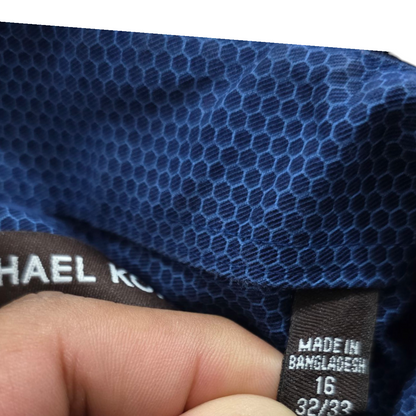 HAEL KO
MADE IN
BANGLADESH
16
32/33